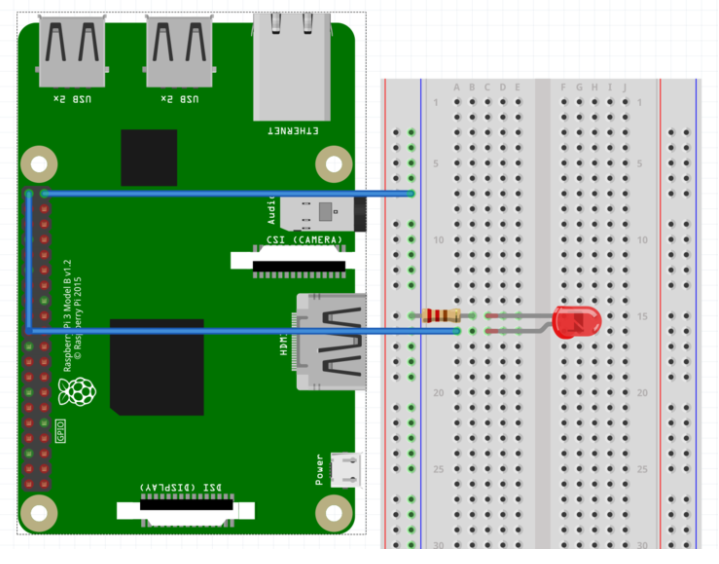 USB 2x
USB 2x
ETHERNET
A B C D E F G H I J
1 1
5 5
Audio
CSI (CAMERA)
10 10
Raspberry Pi 3 Model B v1.2
© Raspberry Pi 2015
15 15
HDMI
20 20
GPIO
25 25
Power
DSI (DISPLAY)
30 30